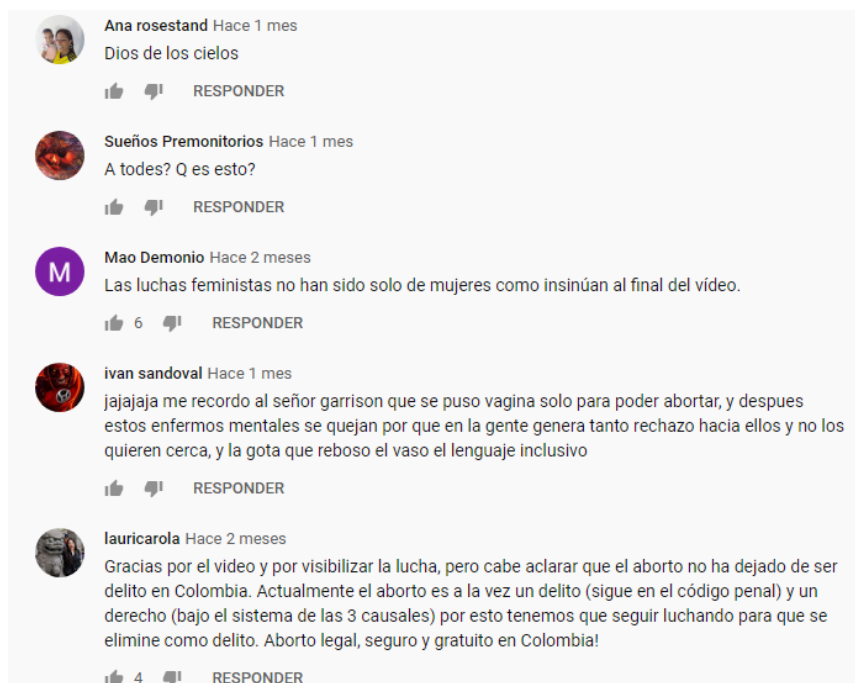 Ana rosestand Hace 1 mes
Dios de los cielos
RESPONDER
Sueños Premonitorios Hace 1 mes
A todes? Q es esto?
RESPONDER
M
Mao Demonio Hace 2 meses
Las luchas feministas no han sido solo de mujeres como insinúan al final del vídeo.
6 RESPONDER
ivan sandoval Hace 1 mes
jajajaja me recordo al señor garrison que se puso vagina solo para poder abortar, y despues
estos enfermos mentales se quejan por que en la gente genera tanto rechazo hacia ellos y no los
quieren cerca, y la gota que reboso el vaso el lenguaje inclusivo
RESPONDER
lauricarola Hace 2 meses
Gracias por el video y por visibilizar la lucha, pero cabe aclarar que el aborto no ha dejado de ser
delito en Colombia. Actualmente el aborto es a la vez un delito (sigue en el código penal) y un
derecho (bajo el sistema de las 3 causales) por esto tenemos que seguir luchando para que se
elimine como delito. Aborto legal, seguro y gratuito en Colombia!
4 RESPONDER